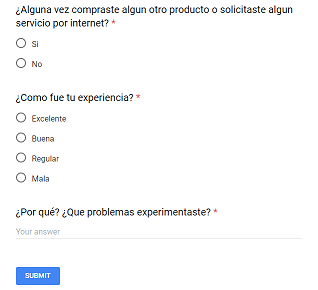 ¿Alguna vez compraste algun otro producto o solicitaste algun
servicio por internet? *
Si
No
¿Como fue tu experiencia? *
Excelente
Buena
Regular
Mala
¿Por qué? ¿Que problemas experimentaste? *
Your answer
SUBMIT